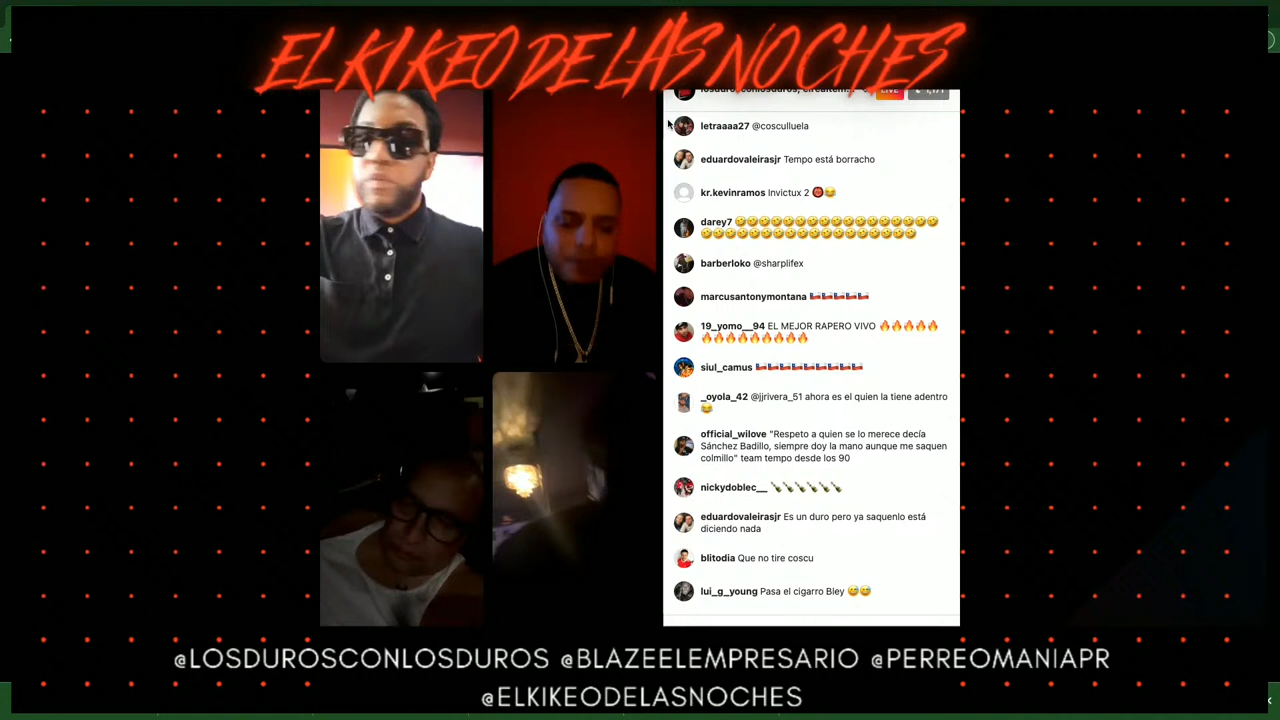 EL KIKEO DE LAS NOCHES
LIVE
letraaaa27 @cosculluela
eduardovaleirasjr Tempo está borracho
kr.kevinramos Invictux 2 👹😂
darey7 🤣🤣🤣🤣🤣🤣🤣🤣🤣🤣🤣🤣🤣🤣🤣🤣🤣
🤣🤣🤣🤣🤣🤣🤣🤣🤣🤣🤣🤣🤣🤣🤣🤣🤣🤣
barberloko @sharplifex
marcusantonymontana 🇨🇱🇨🇱🇨🇱🇨🇱🇨🇱
19_yomo__94 EL MEJOR RAPERO VIVO 🔥🔥🔥🔥🔥
🔥🔥🔥🔥🔥🔥🔥🔥🔥
siul_camus 🇨🇱🇨🇱🇨🇱🇨🇱🇨🇱🇨🇱🇨🇱🇨🇱🇨🇱
_oyola_42 @jjrivera_51 ahora es el quien la tiene adentro
😂
official_wilove "Respeto a quien se lo merece decía
Sánchez Badillo, siempre doy la mano aunque me saquen
colmillo" team tempo desde los 90
nickydoblec__ 🍾🍾🍾🍾🍾🍾
eduardovaleirasjr Es un duro pero ya saquenlo está
diciendo nada
blitodia Que no tire coscu
lui_g_young Pasa el cigarro Bley 😅😅
@LOSDUROSCONLOSDUROS @BLAZEELEMPRESARIO @PERREOMANIAPR
@ELKIKEODELASNOCHES